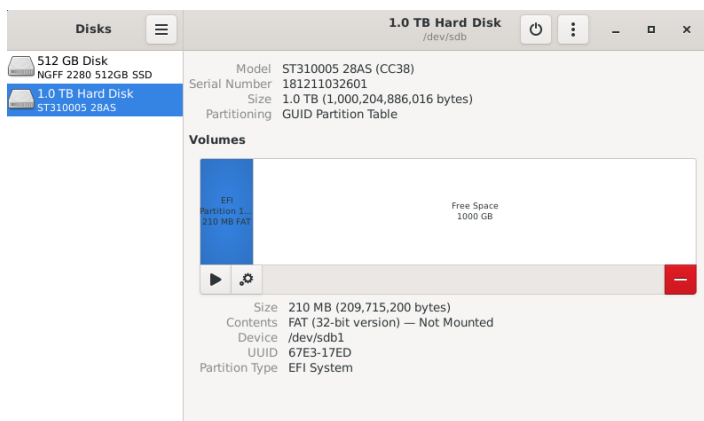 Disks
1.0 TB Hard Disk
/dev/sdb
512 GB Disk
NGFF 2280 512GB SSD
1.0 TB Hard Disk
ST310005 28AS
Model ST310005 28AS (CC38)
Serial Number 181211032601
Size 1.0 TB (1,000,204,886,016 bytes)
Partitioning GUID Partition Table
Volumes
EFI
Partition 1...
210 MB FAT
Free Space
1000 GB
Size 210 MB (209,715,200 bytes)
Contents FAT (32-bit version) — Not Mounted
Device /dev/sdb1
UUID 67E3-17ED
Partition Type EFI System